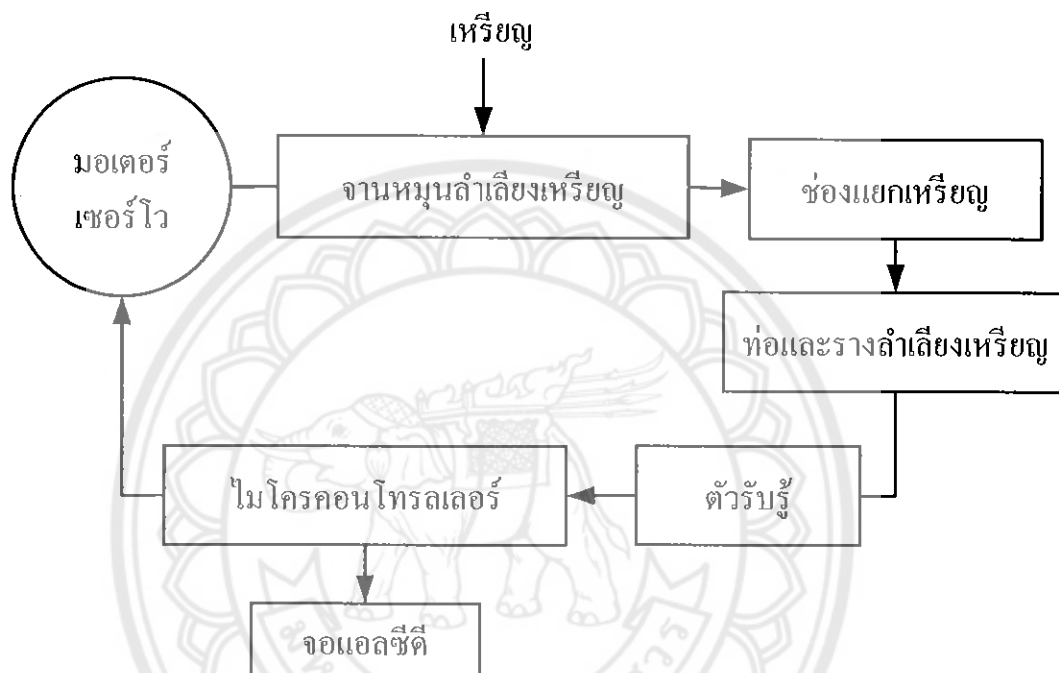 เหรียญ
มอเตอร์
เซอร์โว
จานหมุนลำเลียงเหรียญ
ช่องแยกเหรียญ
ท่อและรางลำเลียงเหรียญ
ตัวรับรู้
ไมโครคอนโทรลเลอร์
จอแอลซีดี